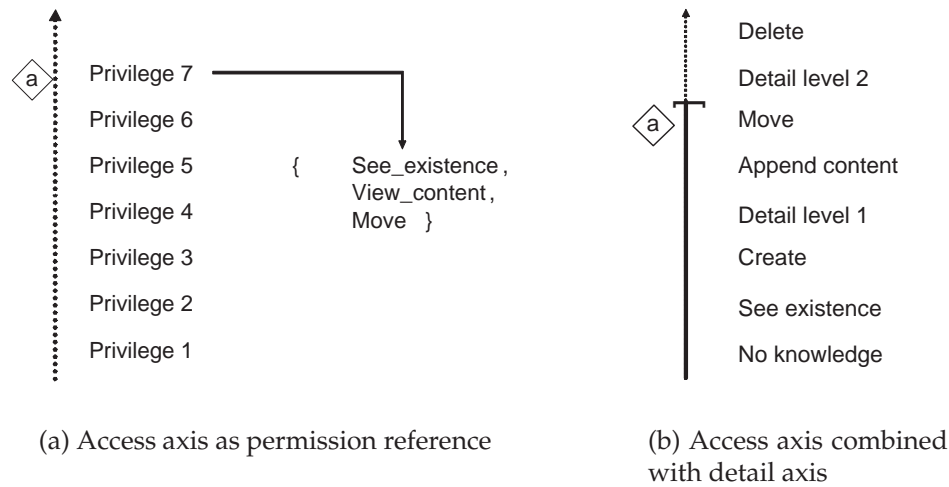 a
Privilege 7
Privilege 6
Privilege 5
Privilege 4
Privilege 3
Privilege 2
Privilege 1
{ See_existence,
View_content,
Move }
(a) Access axis as permission reference
Delete
Detail level 2
a
Move
Append content
Detail level 1
Create
See existence
No knowledge
(b) Access axis combined
with detail axis